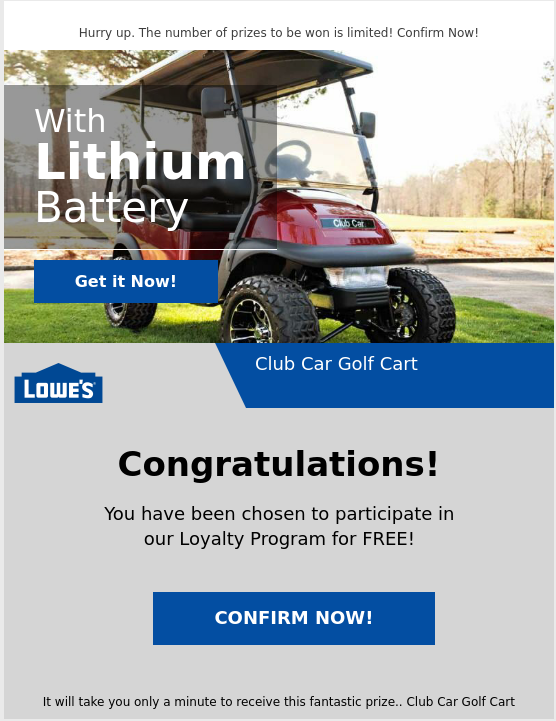 Hurry up. The number of prizes to be won is limited! Confirm Now!
With
Lithium
Battery
Club Car
Get it Now!
LOWE'S
Club Car Golf Cart
Congratulations!
You have been chosen to participate in
our Loyalty Program for FREE!
CONFIRM NOW!
It will take you only a minute to receive this fantastic prize.. Club Car Golf Cart